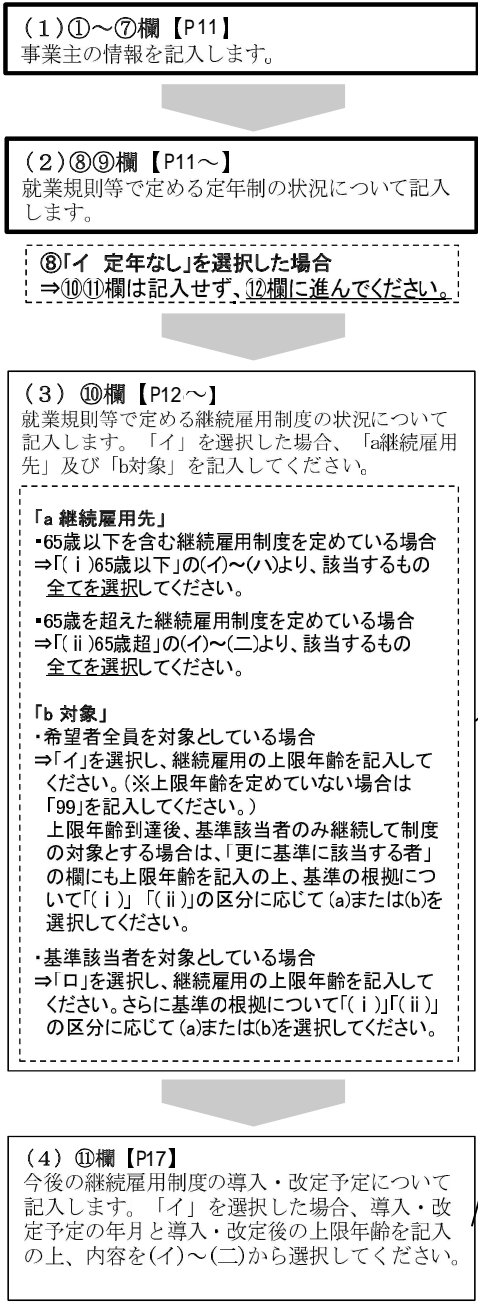 （１）①～⑦欄【P11】
事業主の情報を記入します。
（２）⑧⑨欄【P11～】
就業規則等で定める定年制の状況について記入
します。
⑧「イ 定年なし」を選択した場合
⇒⑩⑪欄は記入せず、⑫欄に進んでください。
（３）⑩欄【P12～】
就業規則等で定める継続雇用制度の状況について
記入します。「イ」を選択した場合、「a継続雇用
先」及び「b対象」を記入してください。
「a 継続雇用先」
・65歳以下を含む継続雇用制度を定めている場合
⇒「(ⅰ)65歳以下」の(イ)～(ハ)より、該当するもの
全てを選択してください。
・65歳を超えた継続雇用制度を定めている場合
⇒「(ⅱ)65歳超」の(イ)～(ニ)より、該当するもの
全てを選択してください。
「b 対象」
・希望者全員を対象としている場合
⇒「イ」を選択し、継続雇用の上限年齢を記入して
ください。（※上限年齢を定めていない場合は
「99」を記入してください。）
上限年齢到達後、基準該当者のみ継続して制度
の対象とする場合は、「更に基準に該当する者」
の欄にも上限年齢を記入の上、基準の根拠につ
いて「(ⅰ)」「(ⅱ)」の区分に応じて(a)または(b)を
選択してください。
・基準該当者を対象としている場合
⇒「ロ」を選択し、継続雇用の上限年齢を記入して
ください。さらに基準の根拠について「(ⅰ)」「(ⅱ)」
の区分に応じて(a)または(b)を選択してください。
（４）⑪欄【P17】
今後の継続雇用制度の導入・改定予定について
記入します。「イ」を選択した場合、導入・改
定予定の年月と導入・改定後の上限年齢を記入
の上、内容を(イ)～(ニ)から選択してください。